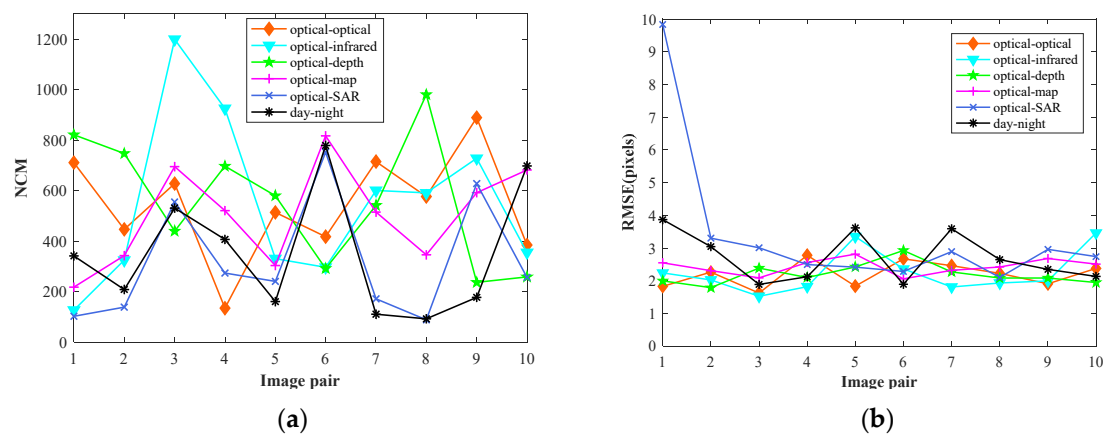 1200
1000
800
600
400
200
0
NCM
1 2 3 4 5 6 7 8 9 10
Image pair
optical-optical
optical-infrared
optical-depth
optical-map
optical-SAR
day-night
(a)
10
9
8
7
6
5
4
3
2
1
0
RMSE(pixels)
1 2 3 4 5 6 7 8 9 10
Image pair
optical-optical
optical-infrared
optical-depth
optical-map
optical-SAR
day-night
(b)